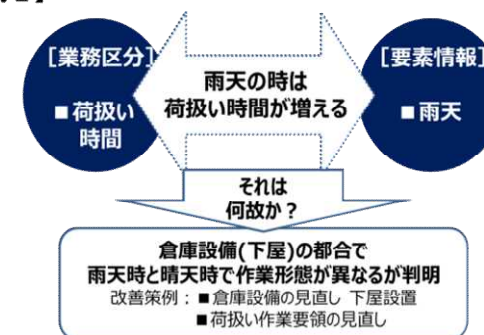 [業務区分]
■荷扱い
時間
雨天の時は
荷扱い時間が増える
[要素情報]
■雨天
それは
何故か？
倉庫設備(下屋)の都合で
雨天時と晴天時で作業形態が異なるが判明
改善策例：■倉庫設備の見直し 下屋設置
■荷扱い作業要領の見直し